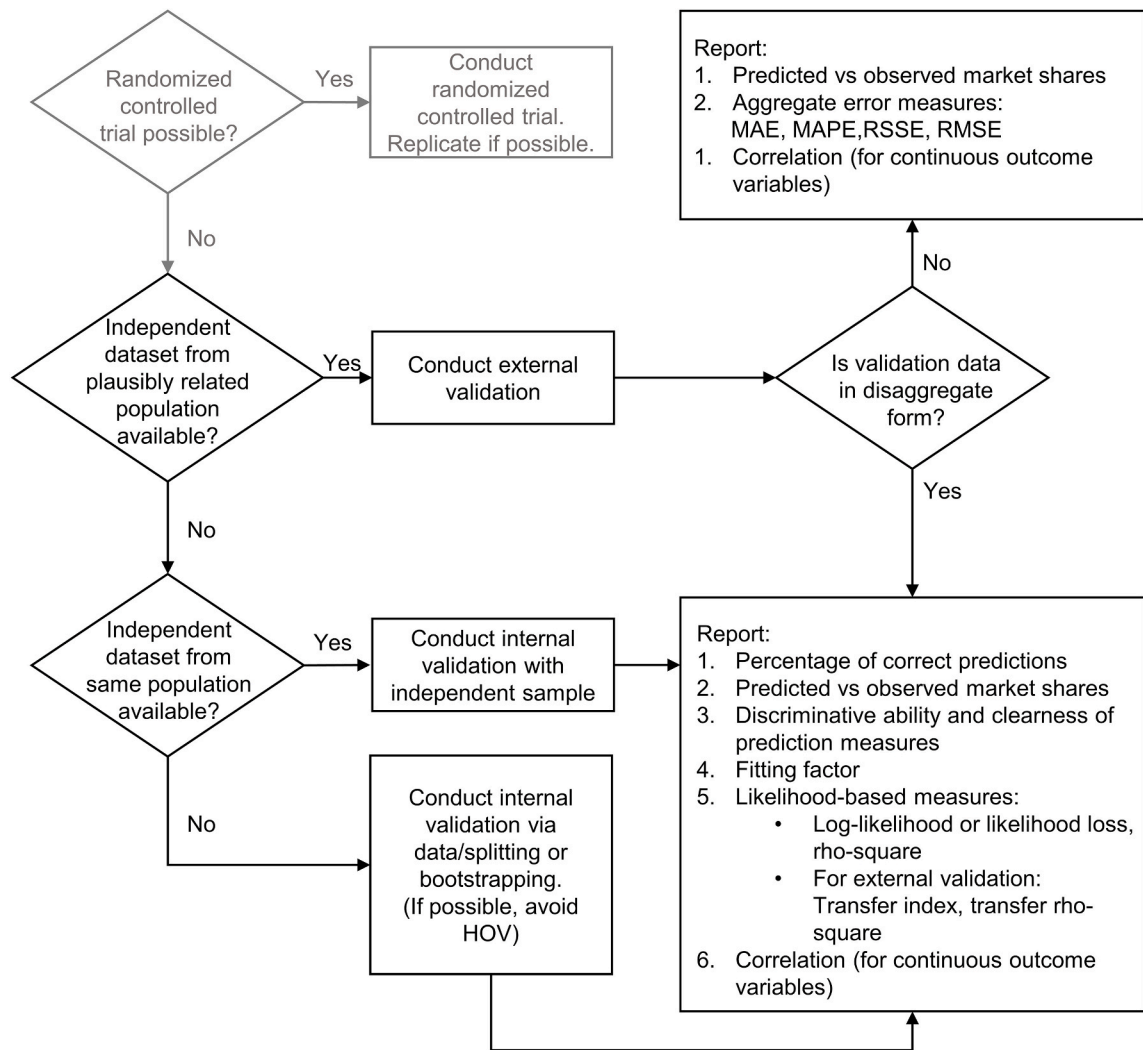 Randomized
controlled
trial possible?
Yes
Conduct
randomized
controlled trial.
Replicate if possible.
No
Independent
dataset from
plausibly related
population
available?
Yes
Conduct external
validation
Is validation data
in disaggregate
form?
No
Report:
1. Predicted vs observed market shares
2. Aggregate error measures:
MAE, MAPE,RSSE, RMSE
1. Correlation (for continuous outcome
variables)
Yes
No
Independent
dataset from
same population
available?
Yes
Conduct internal
validation with
independent sample
No
Conduct internal
validation via
data/splitting or
bootstrapping.
(If possible, avoid
HOV)
Report:
1. Percentage of correct predictions
2. Predicted vs observed market shares
3. Discriminative ability and clearness of
prediction measures
4. Fitting factor
5. Likelihood-based measures:
• Log-likelihood or likelihood loss,
rho-square
• For external validation:
Transfer index, transfer rho-
square
6. Correlation (for continuous outcome
variables)